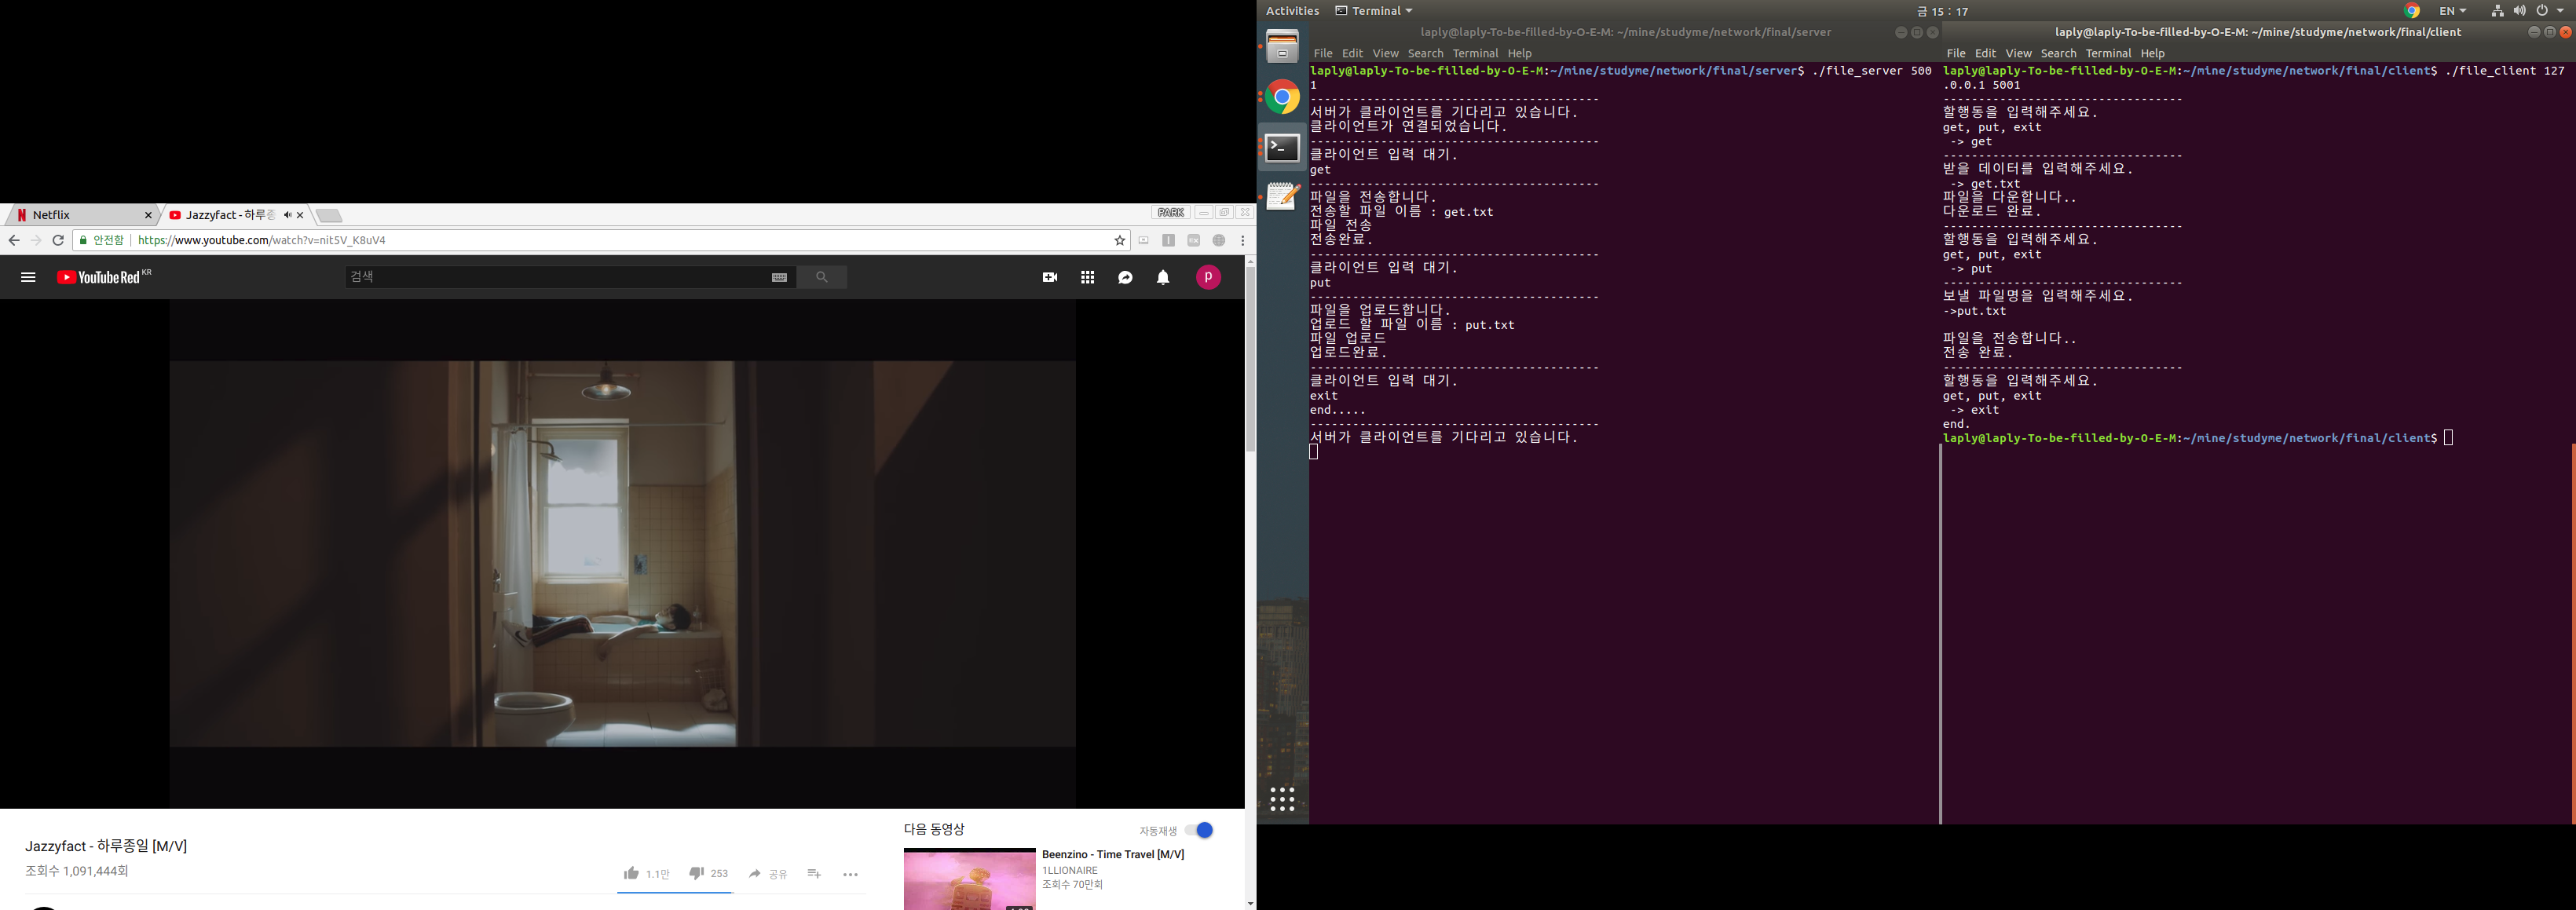 Netflix
Jazzyfact - 하루종
PARK
안전함
https://www.youtube.com/watch?v=nit5V_K8uV4
YouTube Red KR
검색
p
Jazzyfact - 하루종일 [M/V]
조회수 1,091,444회
1.1만
253
공유
다음 동영상
자동재생
Beenzino - Time Travel [M/V]
1LLIONAIRE
조회수 70만회
Activities
Terminal
금 15 : 17
EN
laply@laply-To-be-filled-by-O-E-M: ~/mine/studyme/network/final/server
File Edit View Search Terminal Help
laply@laply-To-be-filled-by-O-E-M:~/mine/studyme/network/final/server$ ./file_server 500
1
-----------------------------------------
서버가 클라이언트를 기다리고 있습니다.
클라이언트가 연결되었습니다.
-----------------------------------------
클라이언트 입력 대기.
get
-----------------------------------------
파일을 전송합니다.
전송할 파일 이름 : get.txt
파일 전송
전송완료.
-----------------------------------------
클라이언트 입력 대기.
put
-----------------------------------------
파일을 업로드합니다.
업로드 할 파일 이름 : put.txt
파일 업로드
업로드완료.
-----------------------------------------
클라이언트 입력 대기.
exit
end.....
-----------------------------------------
서버가 클라이언트를 기다리고 있습니다.
laply@laply-To-be-filled-by-O-E-M: ~/mine/studyme/network/final/client
File Edit View Search Terminal Help
laply@laply-To-be-filled-by-O-E-M:~/mine/studyme/network/final/client$ ./file_client 127
.0.0.1 5001
----------------------------------
할행동을 입력해주세요.
get, put, exit
-> get
----------------------------------
받을 데이터를 입력해주세요.
-> get.txt
파일을 다운합니다..
다운로드 완료.
----------------------------------
할행동을 입력해주세요.
get, put, exit
-> put
----------------------------------
보낼 파일명을 입력해주세요.
->put.txt
파일을 전송합니다..
전송 완료.
----------------------------------
할행동을 입력해주세요.
get, put, exit
-> exit
end.
laply@laply-To-be-filled-by-O-E-M:~/mine/studyme/network/final/client$